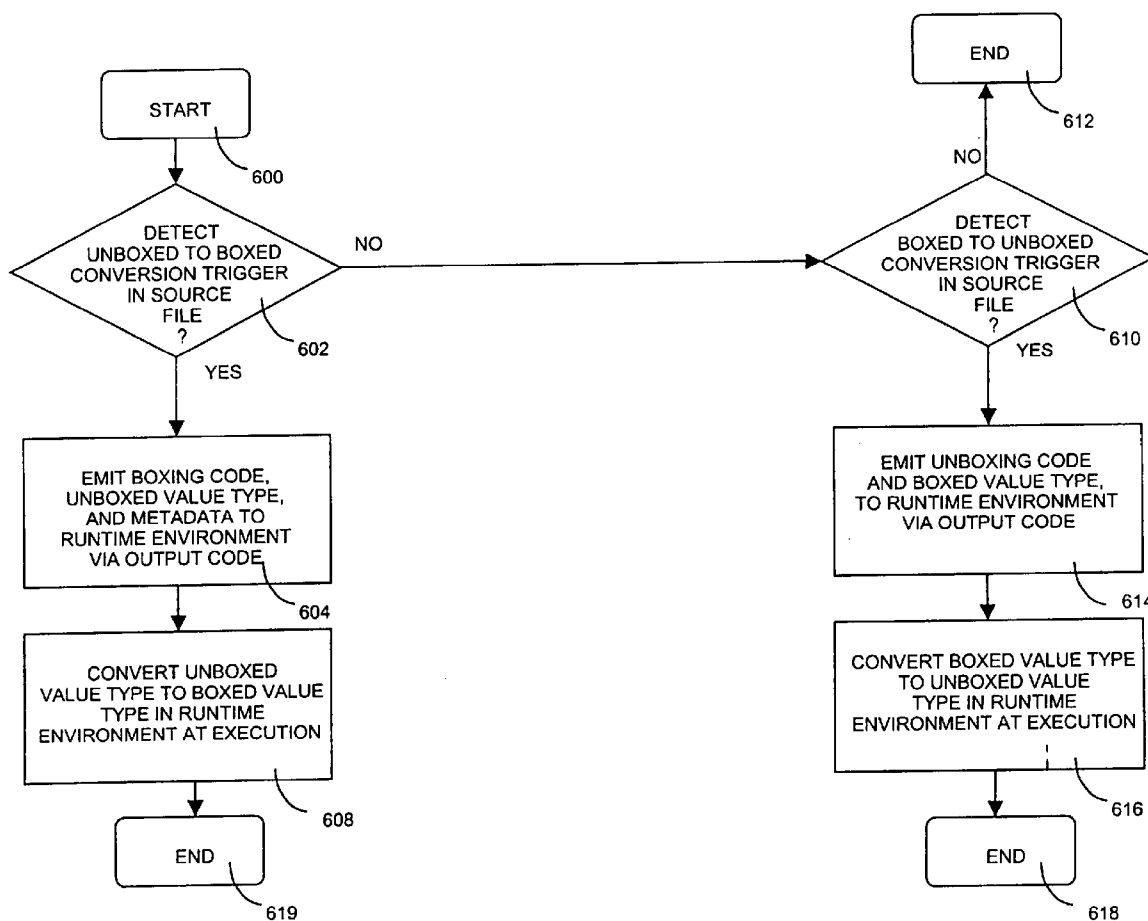 START
600
DETECT
UNBOXED TO BOXED
CONVERSION TRIGGER
IN SOURCE
FILE
?
602
NO
YES
EMIT BOXING CODE,
UNBOXED VALUE TYPE,
AND METADATA TO
RUNTIME ENVIRONMENT
VIA OUTPUT CODE
604
CONVERT UNBOXED
VALUE TYPE TO BOXED VALUE
TYPE IN RUNTIME
ENVIRONMENT AT EXECUTION
608
END
619
END
612
NO
DETECT
BOXED TO UNBOXED
CONVERSION TRIGGER
IN SOURCE
FILE
?
610
YES
EMIT UNBOXING CODE
AND BOXED VALUE TYPE,
TO RUNTIME ENVIRONMENT
VIA OUTPUT CODE
614
CONVERT BOXED VALUE TYPE
TO UNBOXED VALUE
TYPE IN RUNTIME
ENVIRONMENT AT EXECUTION
616
END
618